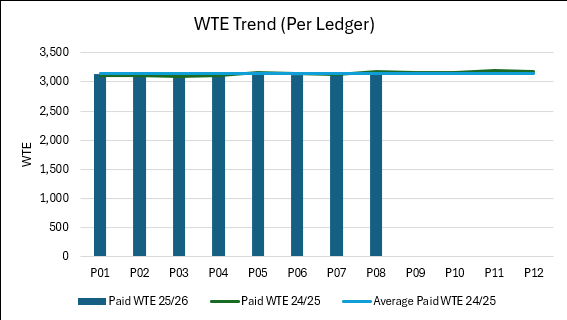 WTE Trend (Per Ledger)
3,500
3,000
2,500
2,000
1,500
1,000
500
0
WTE
P01 P02 P03 P04 P05 P06 P07 P08 P09 P10 P11 P12
Paid WTE 25/26 Paid WTE 24/25 Average Paid WTE 24/25